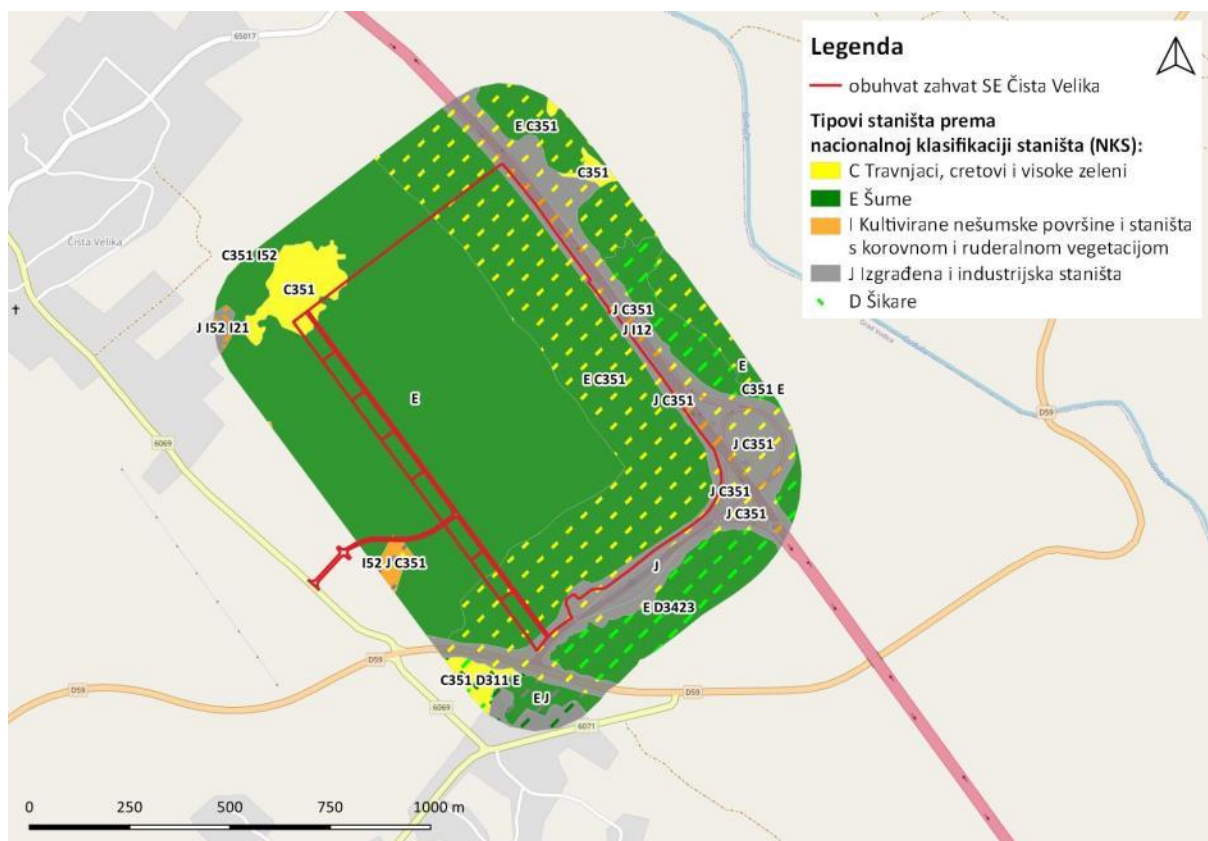 65017
Legenda
obuhvat zahvat SE Čista Velika
Tipovi staništa prema
nacionalnoj klasifikaciji staništa (NKS):
C Travnjaci, cretovi i visoke zeleni
E Šume
I Kultivirane nešumske površine i staništa
s korovnom i ruderalnom vegetacijom
J Izgrađena i industrijska staništa
D Šikare
E C351
C351
Čista Velika
C351 I52
C351
J I52 I21
J C351
J I12
Grad Vodice
E
C351 E
E C351
E
J C351
J C351
D59
6069
J C351
J C351
I52 J C351
J
E D3423
D59
C351 D311 E
E J
D59
6069
6071
0 250 500 750 1000 m